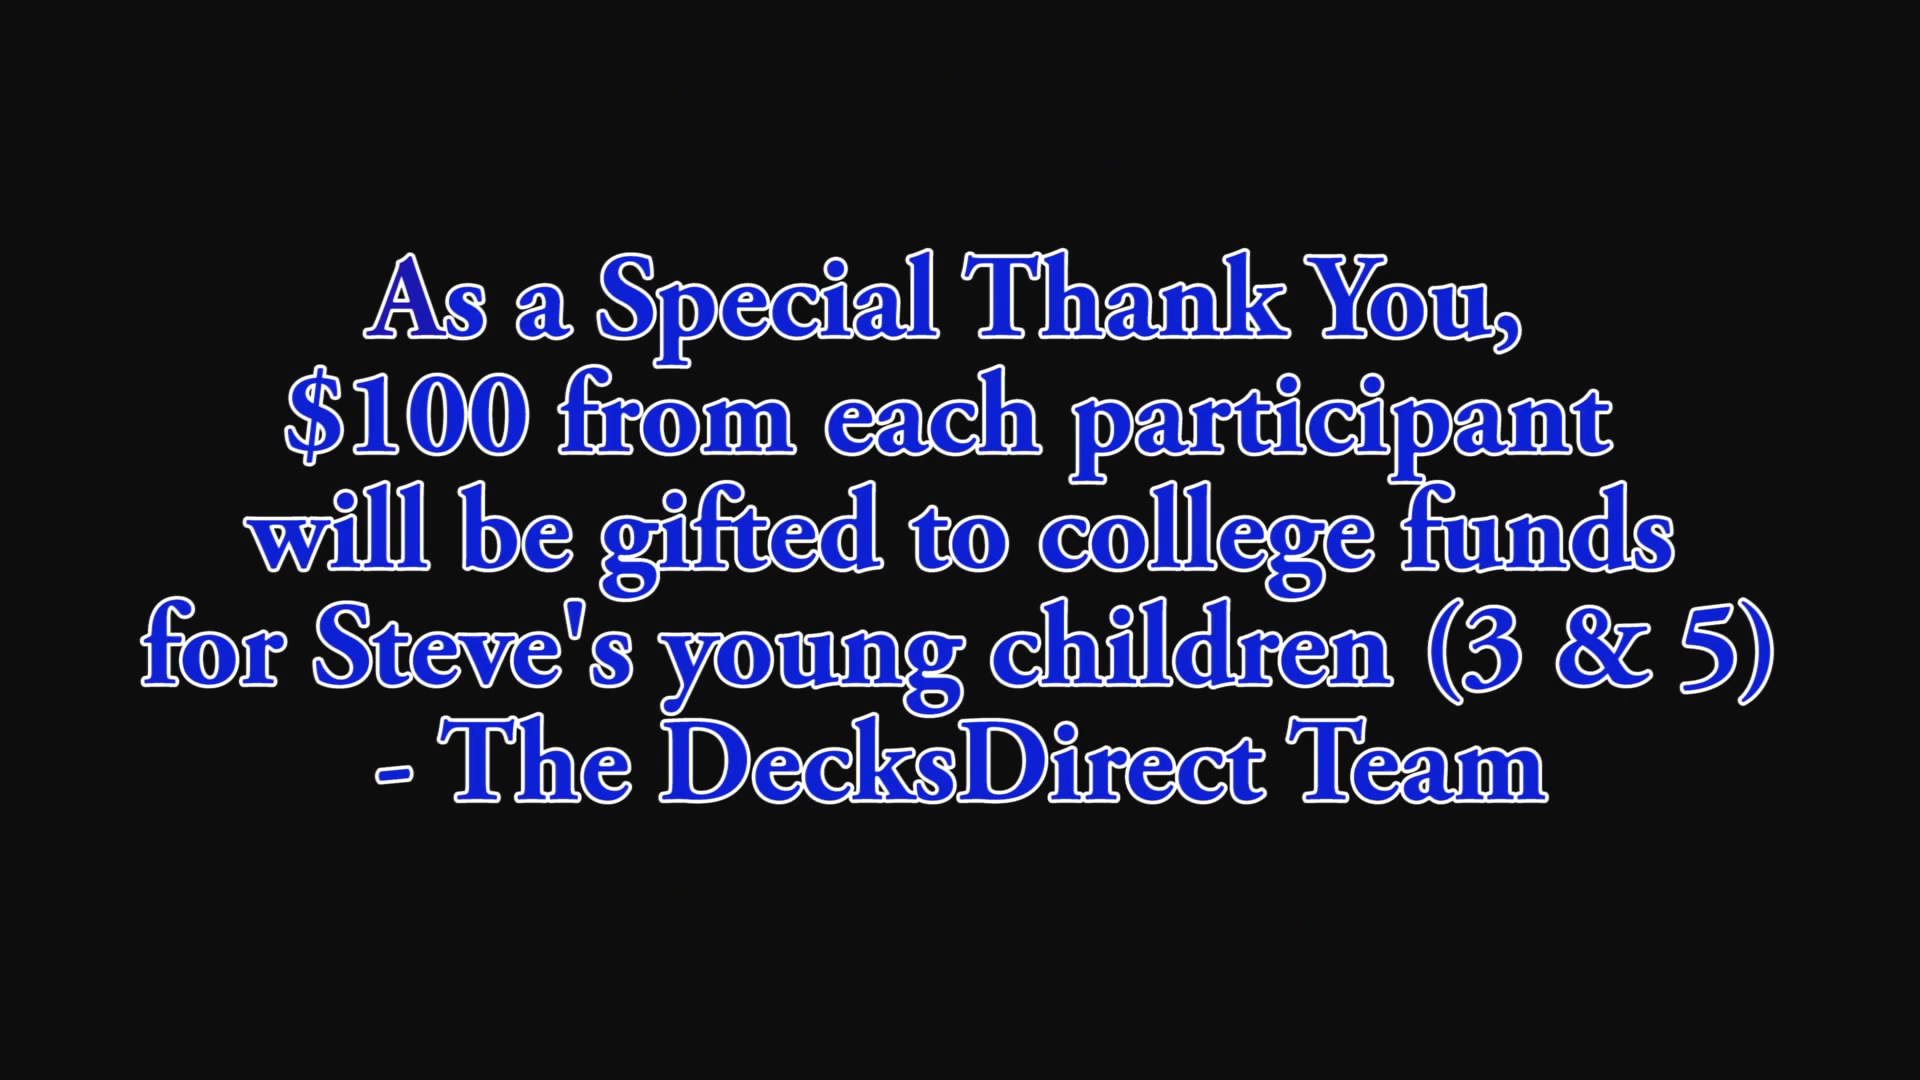 As a Special Thank You,
$100 from each participant
will be gifted to college funds
for Steve's young children (3 & 5)
- The DecksDirect Team